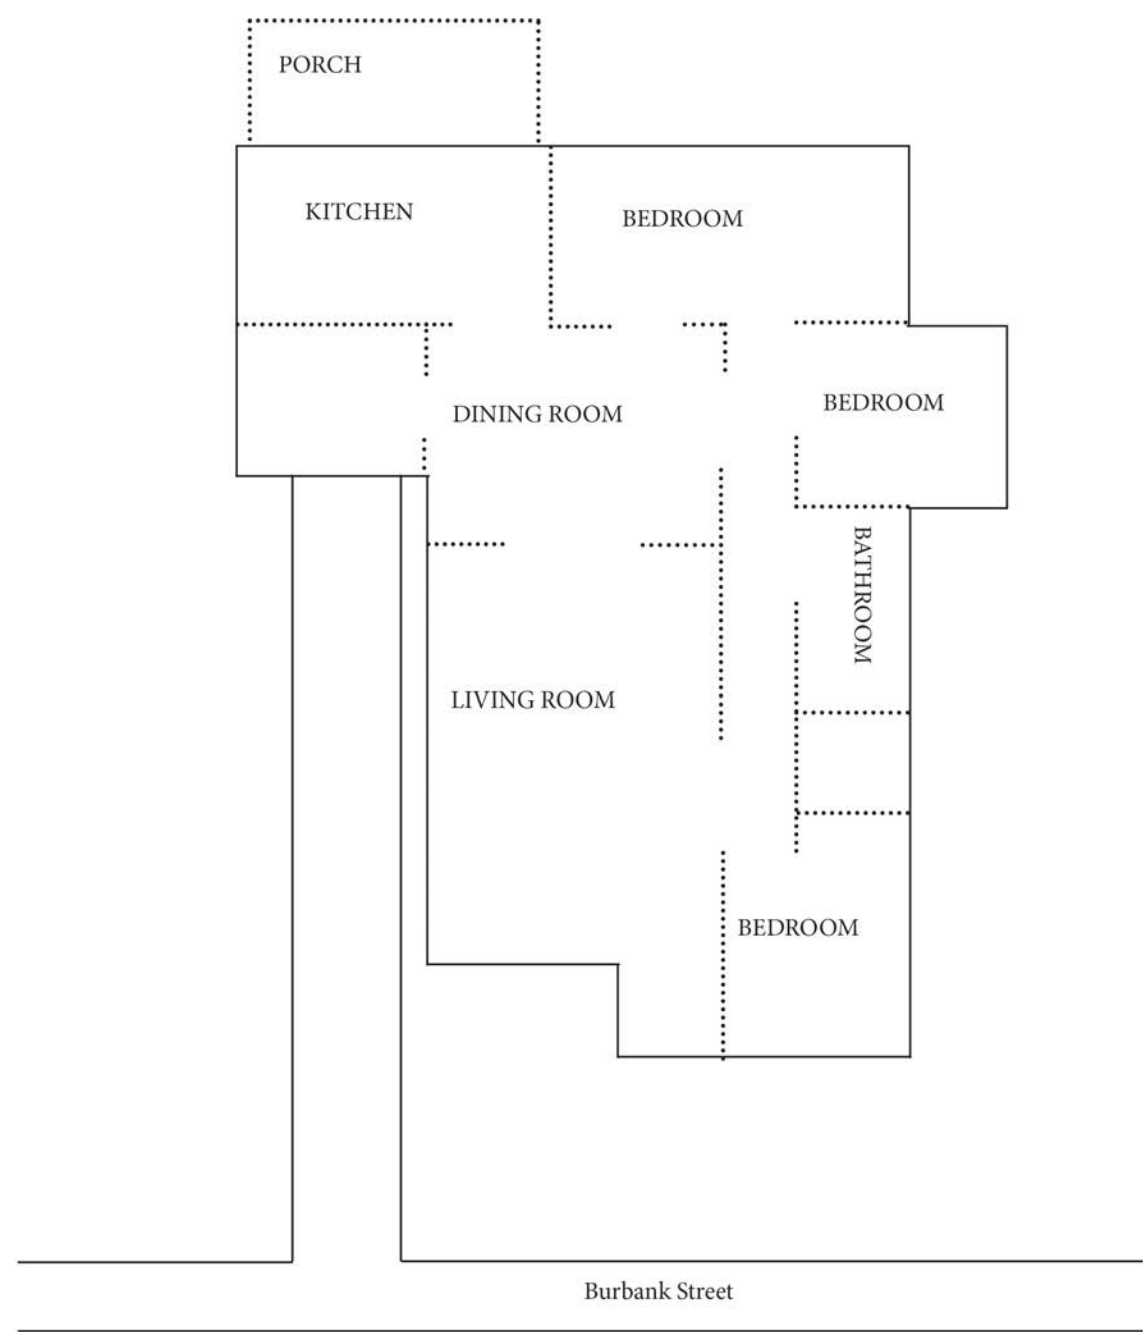 PORCH
KITCHEN
BEDROOM
DINING ROOM
BEDROOM
BATHROOM
LIVING ROOM
BEDROOM
Burbank Street